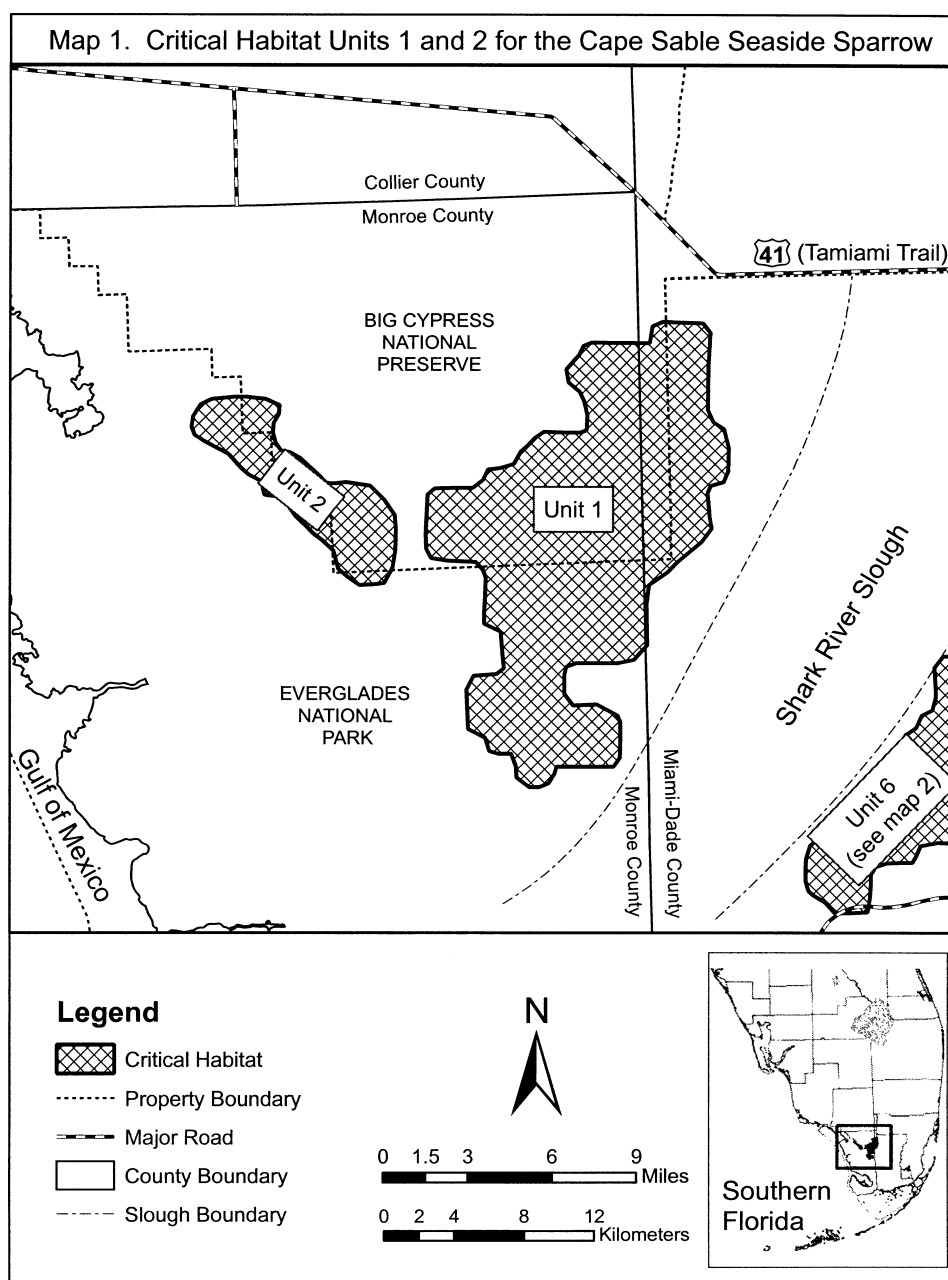 Map 1. Critical Habitat Units 1 and 2 for the Cape Sable Seaside Sparrow
Collier County
Monroe County
41 (Tamiami Trail)
BIG CYPRESS
NATIONAL
PRESERVE
Unit 2
Unit 1
Shark River Slough
EVERGLADES
NATIONAL
PARK
Gulf of Mexico
Monroe County
Miami-Dade County
Unit 6
(see map 2)
Legend
Critical Habitat
Property Boundary
Major Road
County Boundary
Slough Boundary
N
0 1.5 3 6 9
Miles
0 2 4 8 12
Kilometers
Southern
Florida